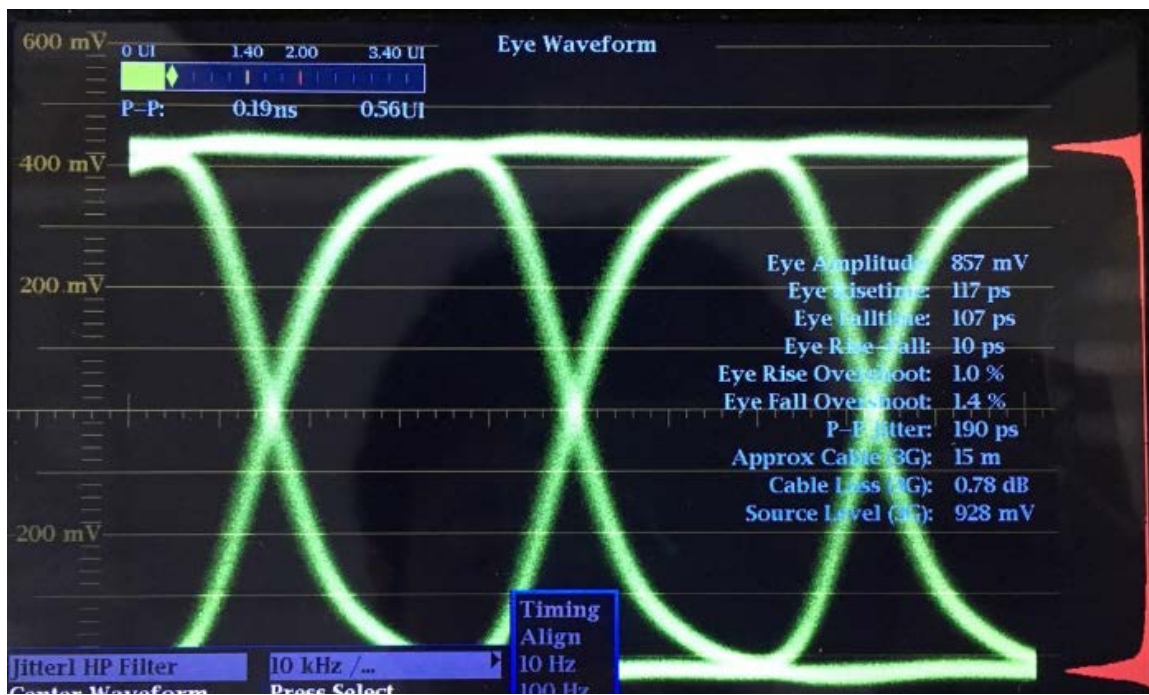 600 mV
Eye Waveform
0 UI 1.40 2.00 3.40 UI
P-P: 0.19ns 0.56UI
400 mV
200 mV
Eye Amplitude: 857 mV
Eye Risetime: 117 ps
Eye Falltime: 107 ps
Eye Rise-Fall: 10 ps
Eye Rise Overshoot: 1.0 %
Eye Fall Overshoot: 1.4 %
P-P Jitter: 190 ps
Approx Cable (3G): 15 m
Cable Loss (3G): 0.78 dB
Source Level (3G): 928 mV
200 mV
Timing
Align
Jitter1 HP Filter 10 kHz /... 10 Hz
Center Waveform Press Select 100 Hz